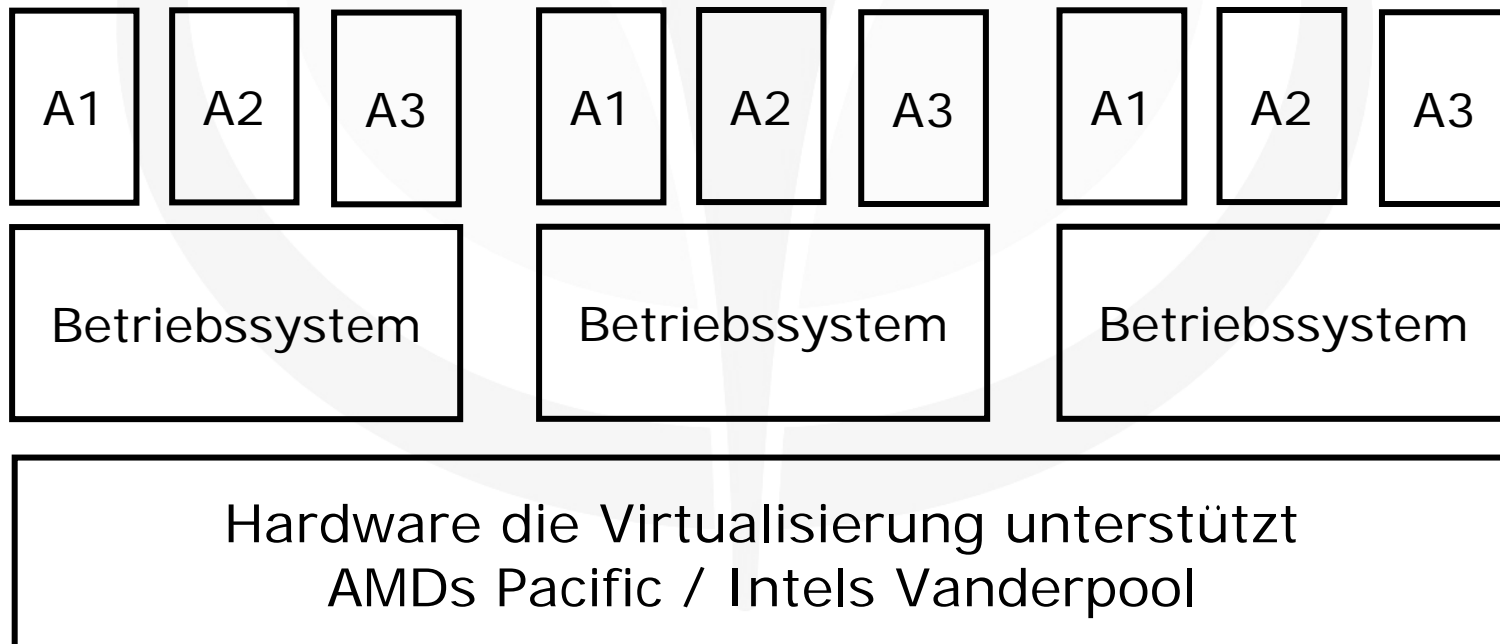 A1 A2 A3 A1 A2 A3 A1 A2 A3
Betriebssystem Betriebssystem Betriebssystem
Hardware die Virtualisierung unterstützt
AMDs Pacific / Intels Vanderpool